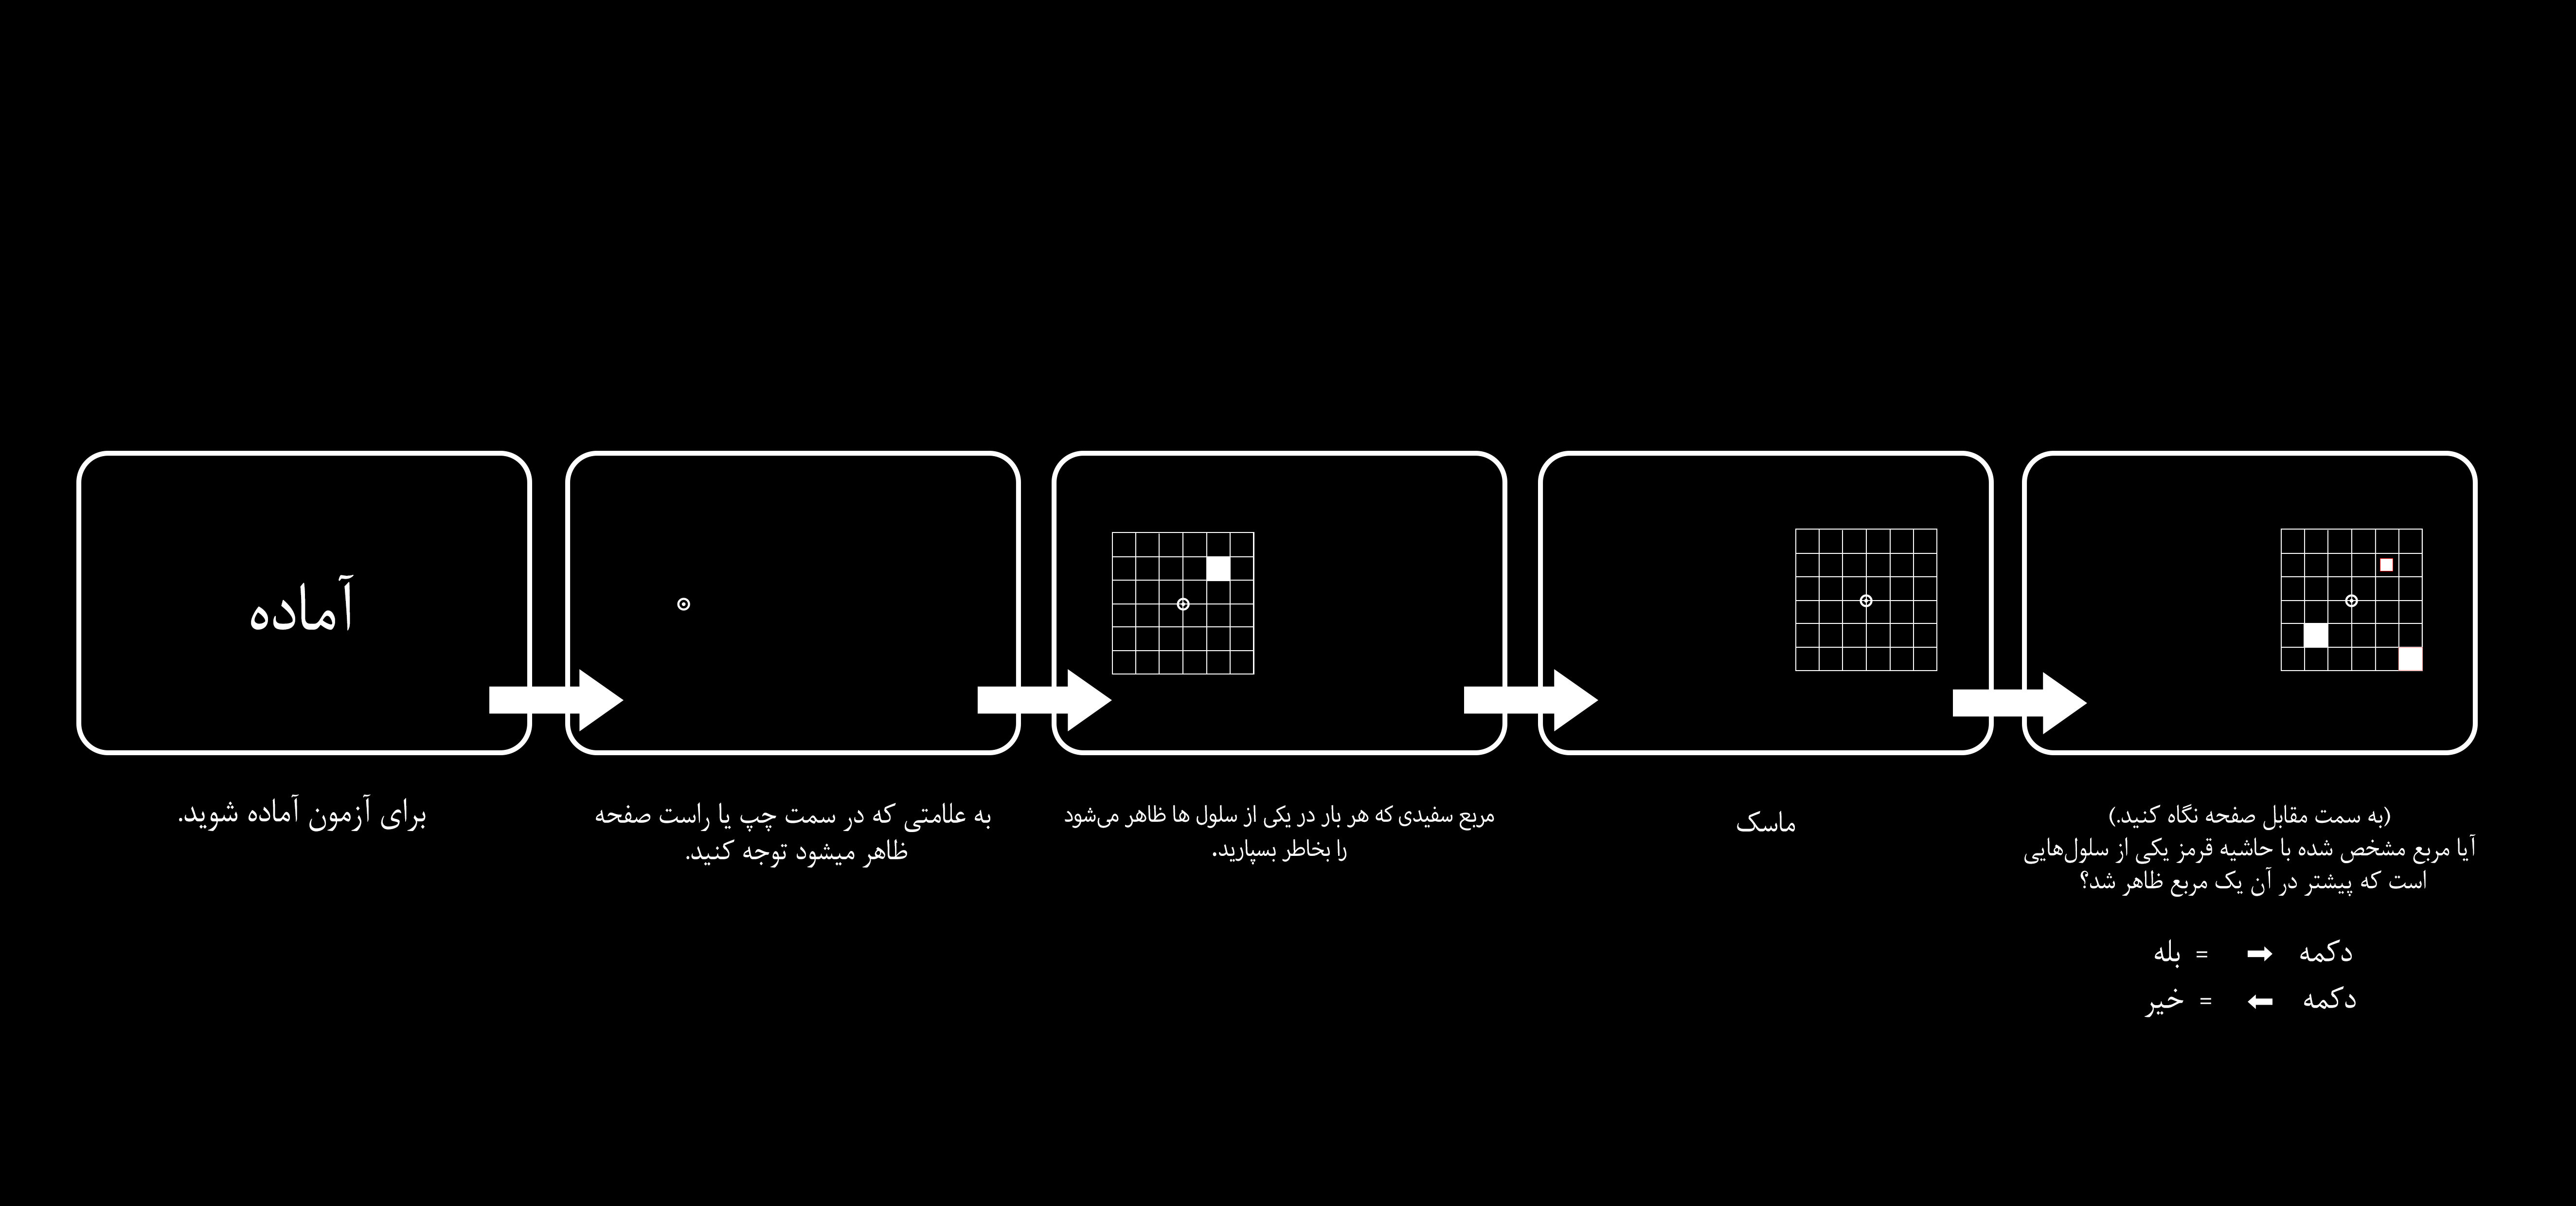 آماده
برای آزمون آماده شوید.
به علامتی که در سمت چپ یا راست صفحه
ظاهر میشود توجه کنید.
مربع سفیدی که هر بار در یکی از سلول ها ظاهر می‌شود
را بخاطر بسپارید.
ماسک
(به سمت مقابل صفحه نگاه کنید.)
آیا مربع مشخص شده با حاشیه قرمز یکی از سلول‌هایی
است که پیشتر در آن یک مربع ظاهر شد؟
دکمه ➡ = بله
دکمه ⬅ = خیر